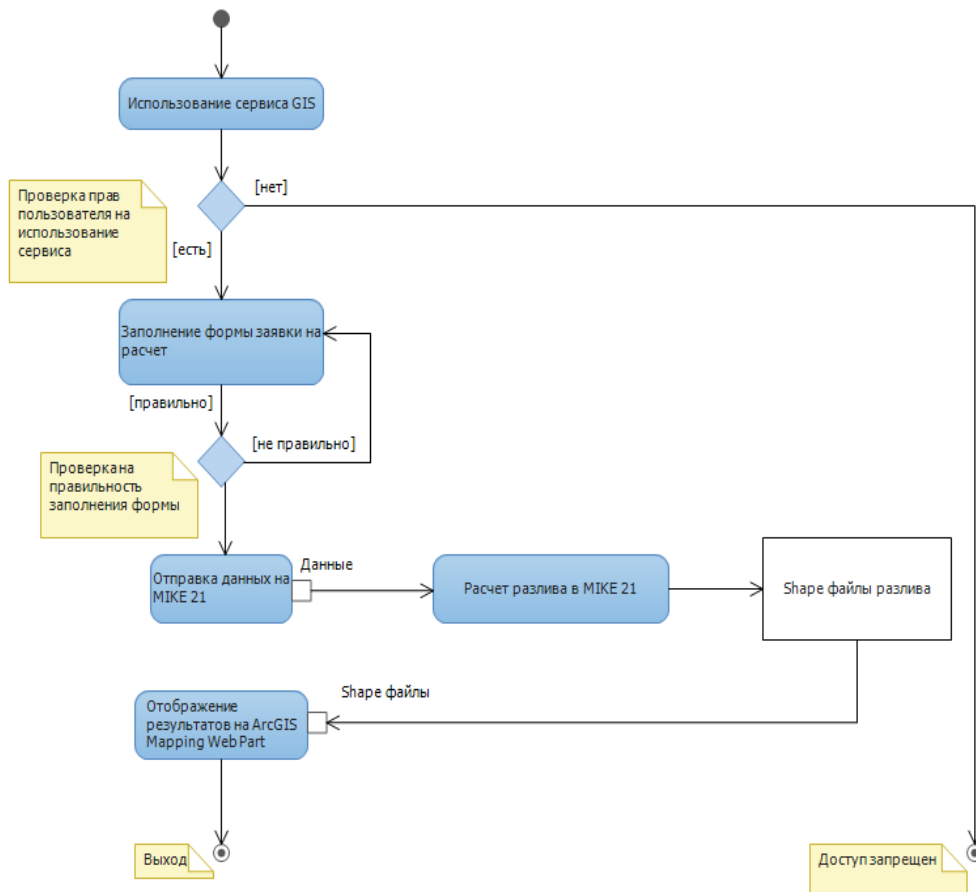 Использование сервиса GIS
[нет]
Проверка прав
пользователя на
использование
сервиса
[есть]
Заполнение формы заявки на
расчет
[правильно]
[не правильно]
Проверка на
правильность
заполнения формы
Данные
Отправка данных на
MIKE 21
Расчет разлива в MIKE 21
Shape файлы разлива
Shape файлы
Отображение
результатов на ArcGIS
Mapping Web Part
Выход
Доступ запрещен